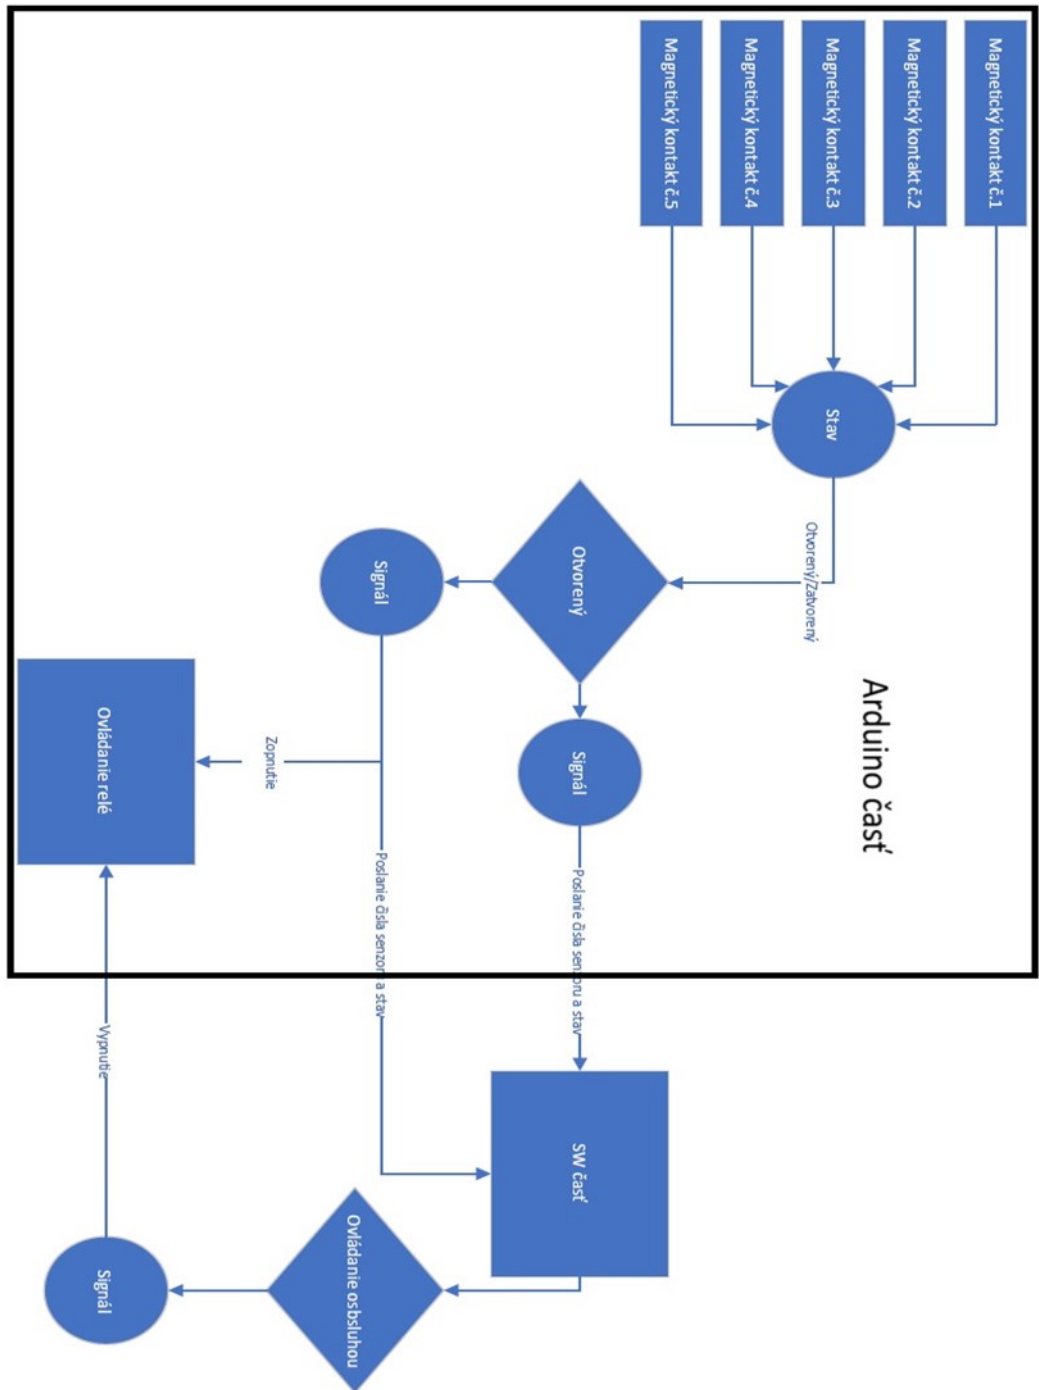 Magnetický kontakt č.1
Magnetický kontakt č.2
Magnetický kontakt č.3
Magnetický kontakt č.4
Magnetický kontakt č.5
Stav
Otvorený/Zatvorený
Arduino časť
Otvorený
Signál
Poslanie čísla senzoru a stav
Signál
Poslanie čísla senzoru a stav
Zopnutie
Ovládanie relé
SW časť
Ovládanie osbsluhou
Signál
Vypnutie